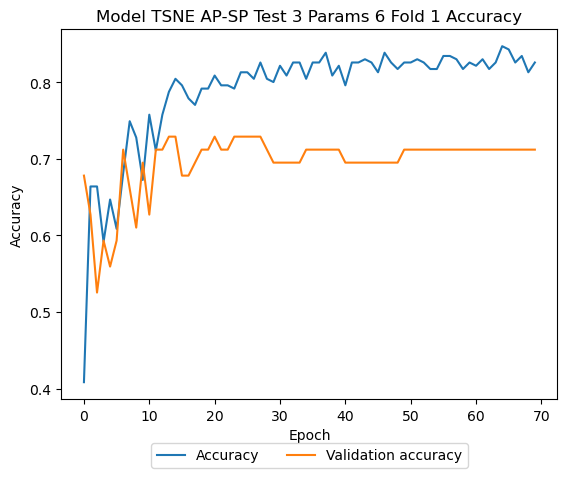 Model TSNE AP-SP Test 3 Params 6 Fold 1 Accuracy
0.8
0.7
0.6
0.5
0.4
Accuracy
0 10 20 30 40 50 60 70
Epoch
Accuracy Validation accuracy